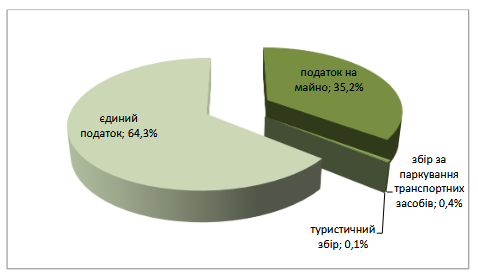 податок на
майно; 35,2%
єдиний
податок; 64,3%
збір за
паркування
транспортних
засобів; 0,4%
туристичний
збір; 0,1%